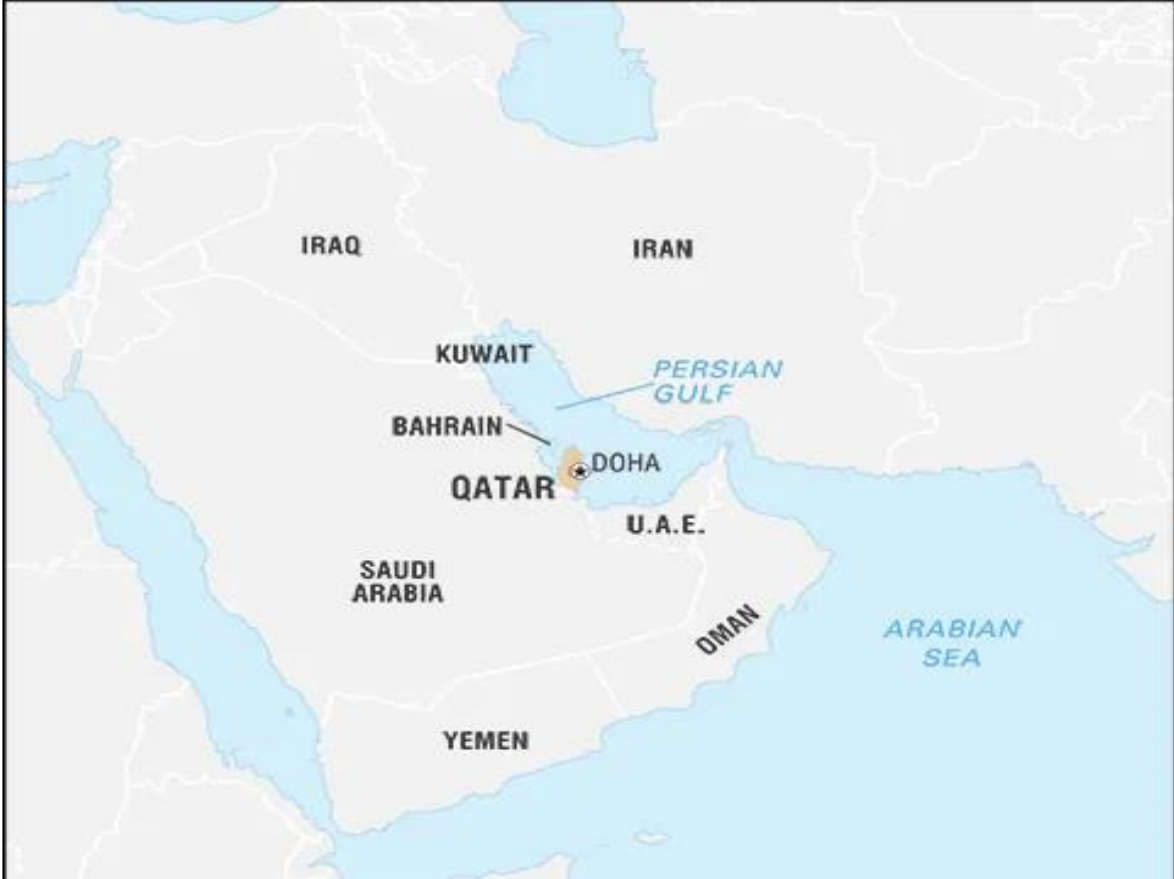 IRAQ
IRAN
KUWAIT
PERSIAN
GULF
BAHRAIN
DOHA
QATAR
U.A.E.
SAUDI
ARABIA
OMAN
ARABIAN
SEA
YEMEN